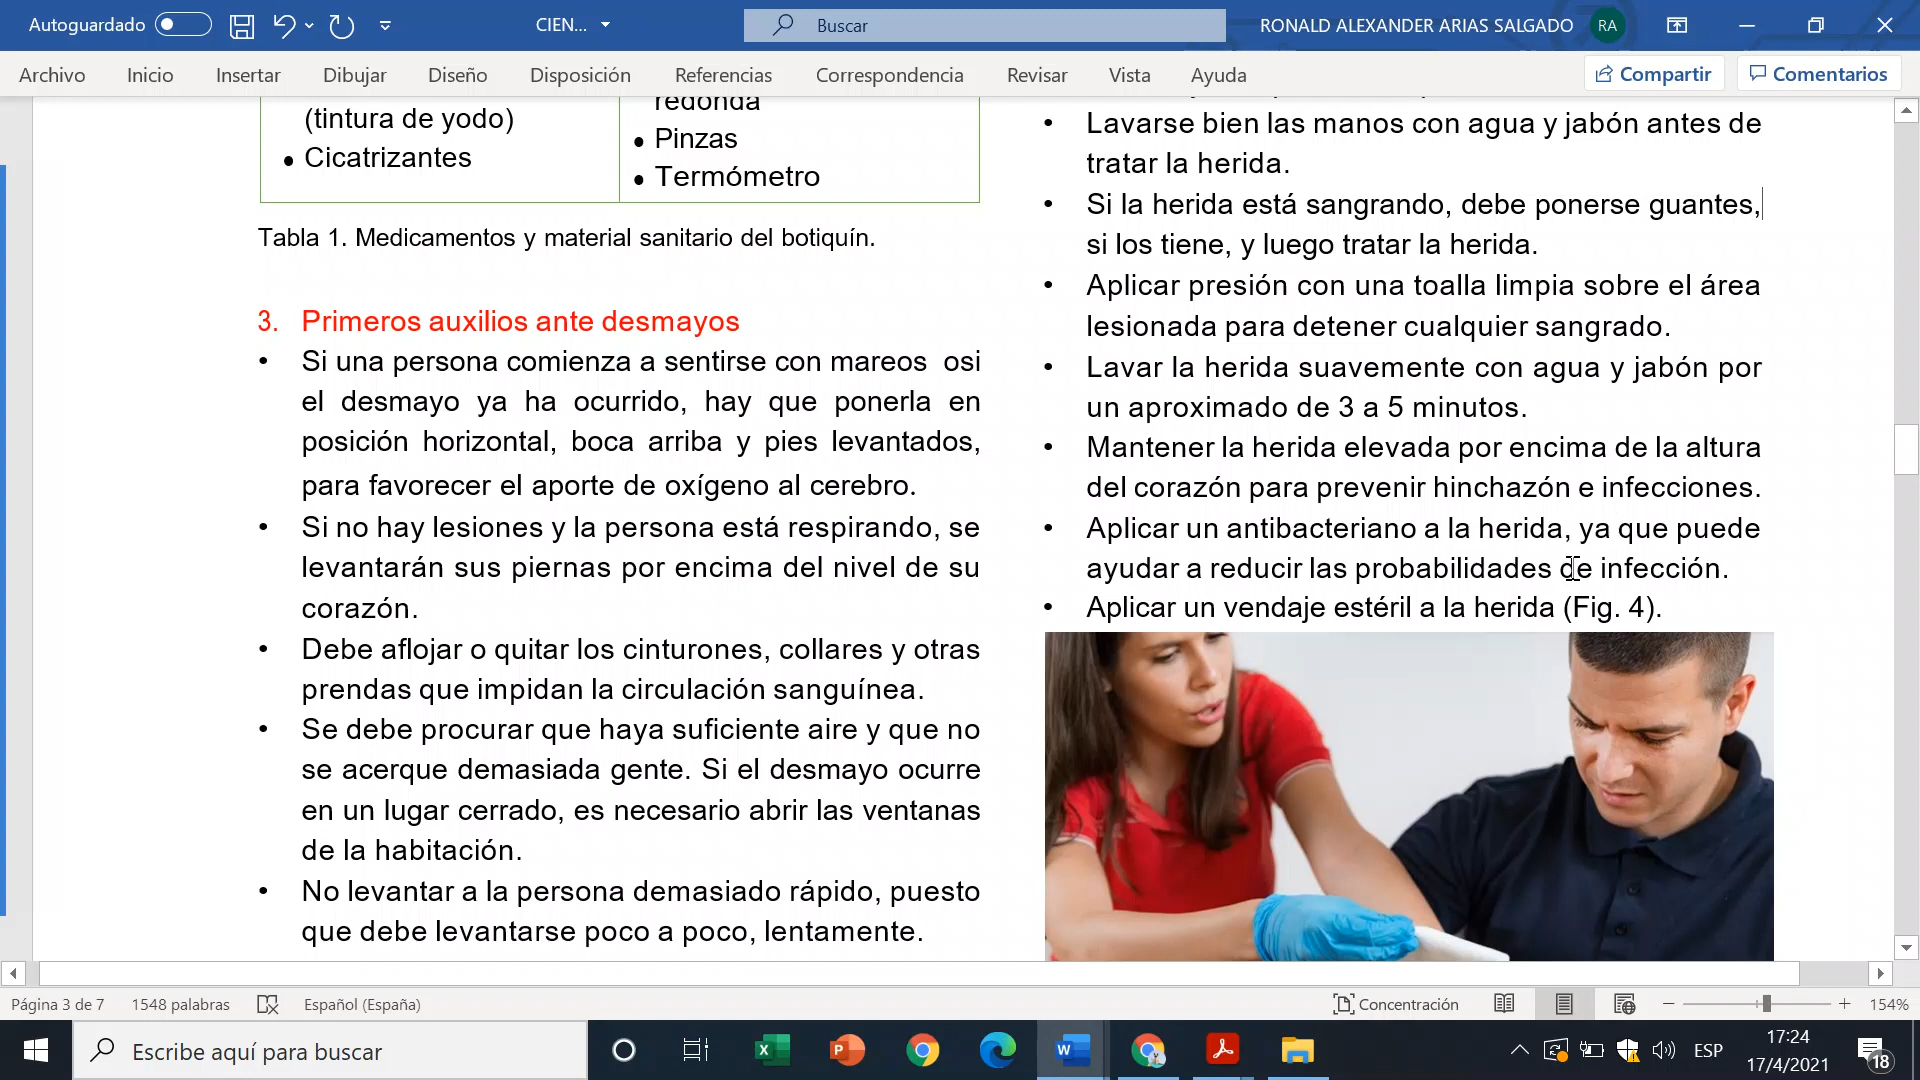 Autoguardado
CIEN...
Buscar
RONALD ALEXANDER ARIAS SALGADO
RA
Archivo
Inicio
Insertar
Dibujar
Diseño
Disposición
Referencias
Correspondencia
Revisar
Vista
Ayuda
Compartir
Comentarios
(tintura de yodo)
• Cicatrizantes
redonda
• Pinzas
• Termómetro
Tabla 1. Medicamentos y material sanitario del botiquín.
3. Primeros auxilios ante desmayos
• Si una persona comienza a sentirse con mareos osi
el desmayo ya ha ocurrido, hay que ponerla en
posición horizontal, boca arriba y pies levantados,
para favorecer el aporte de oxígeno al cerebro.
• Si no hay lesiones y la persona está respirando, se
levantarán sus piernas por encima del nivel de su
corazón.
• Debe aflojar o quitar los cinturones, collares y otras
prendas que impidan la circulación sanguínea.
• Se debe procurar que haya suficiente aire y que no
se acerque demasiada gente. Si el desmayo ocurre
en un lugar cerrado, es necesario abrir las ventanas
de la habitación.
• No levantar a la persona demasiado rápido, puesto
que debe levantarse poco a poco, lentamente.
• Lavarse bien las manos con agua y jabón antes de
tratar la herida.
• Si la herida está sangrando, debe ponerse guantes,
si los tiene, y luego tratar la herida.
• Aplicar presión con una toalla limpia sobre el área
lesionada para detener cualquier sangrado.
• Lavar la herida suavemente con agua y jabón por
un aproximado de 3 a 5 minutos.
• Mantener la herida elevada por encima de la altura
del corazón para prevenir hinchazón e infecciones.
• Aplicar un antibacteriano a la herida, ya que puede
ayudar a reducir las probabilidades de infección.
• Aplicar un vendaje estéril a la herida (Fig. 4).
Página 3 de 7
1548 palabras
Español (España)
Concentración
154%
Escribe aquí para buscar
ESP
17:24
17/4/2021
18